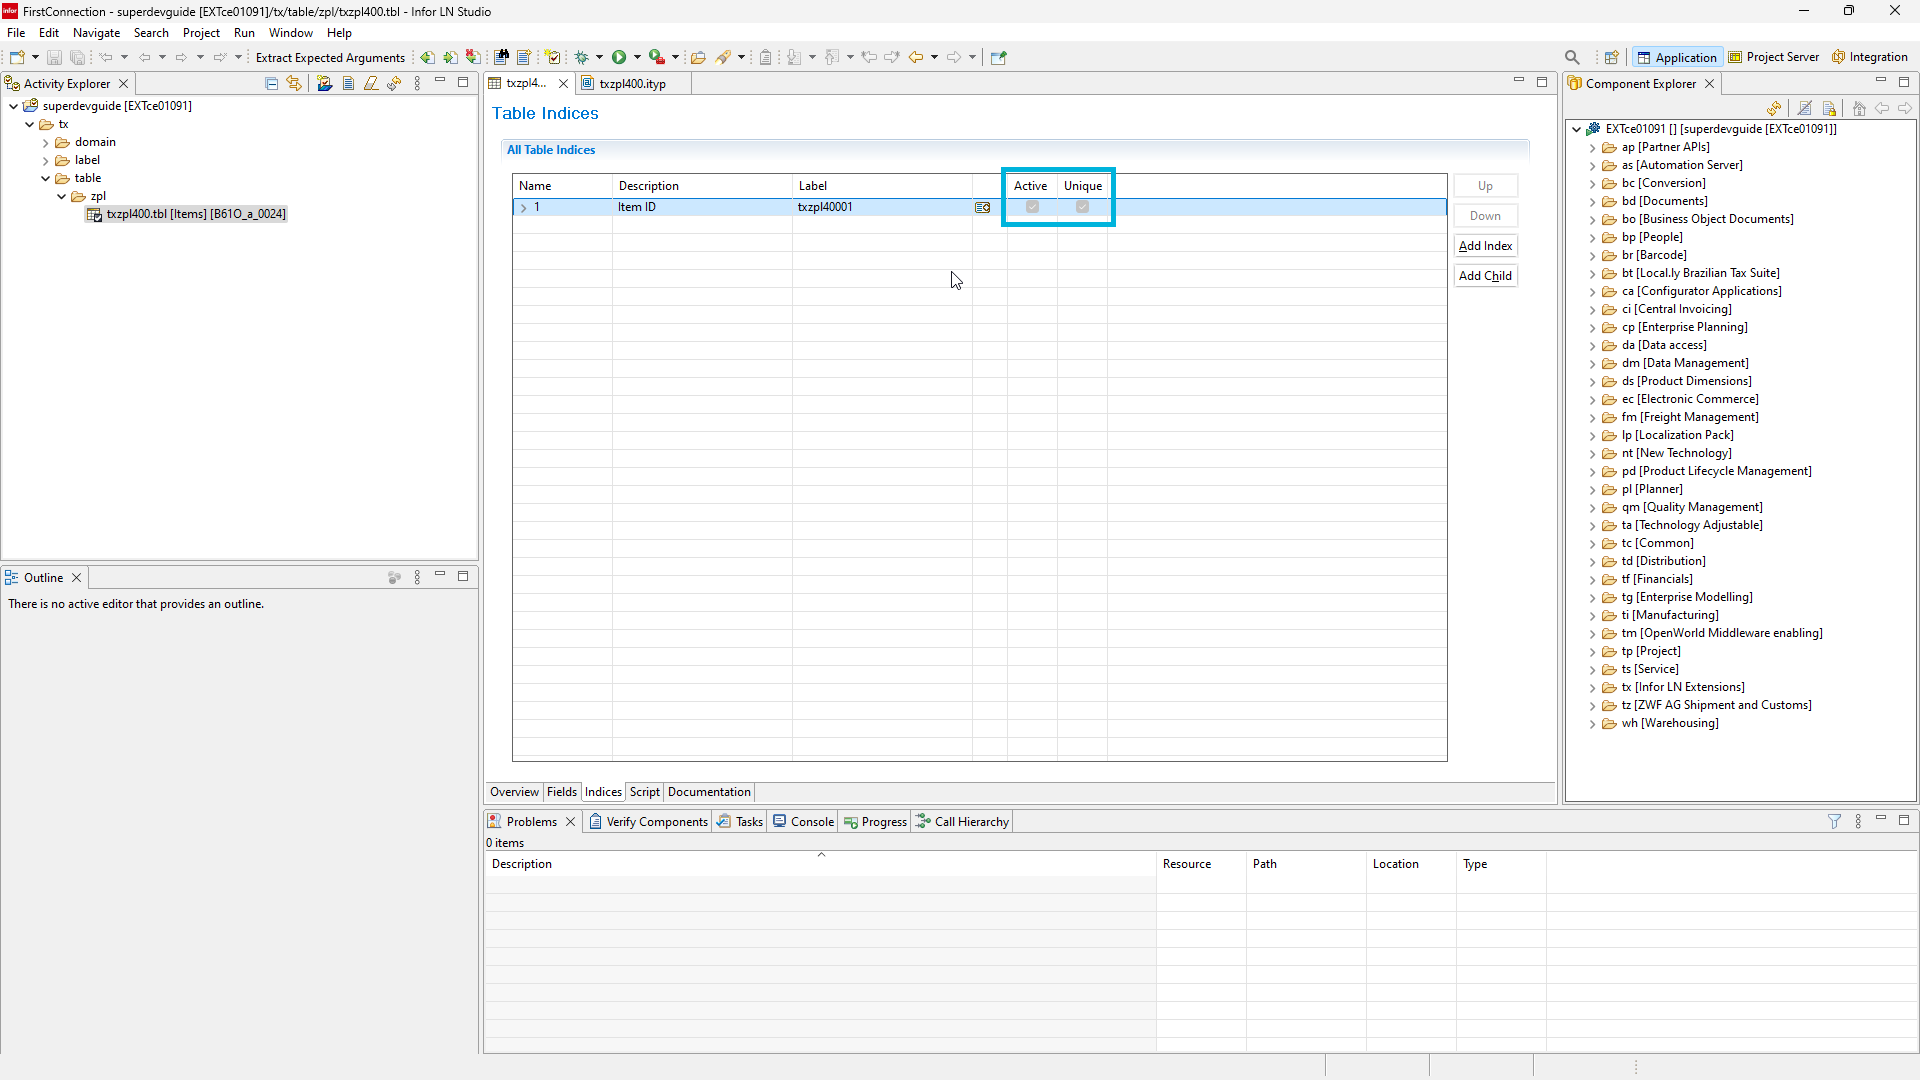 infor FirstConnection - superdevguide [EXTce01091]/tx/table/zpl/txzpl400.tbl - Infor LN Studio
File Edit Navigate Search Project Run Window Help
Extract Expected Arguments
Application Project Server Integration
Activity Explorer
superdevguide [EXTce01091]
tx
domain
label
table
zpl
txzpl400.tbl [Items] [B61O_a_0024]
Outline
There is no active editor that provides an outline.
txzpl4... txzpl400.ityp
Table Indices
All Table Indices
Name Description Label Active Unique
1 Item ID txzpl40001
Up
Down
Add Index
Add Child
Overview Fields Indices Script Documentation
Problems Verify Components Tasks Console Progress Call Hierarchy
0 items
Description Resource Path Location Type
Component Explorer
EXTce01091 [] [superdevguide [EXTce01091]]
ap [Partner APIs]
as [Automation Server]
bc [Conversion]
bd [Documents]
bo [Business Object Documents]
bp [People]
br [Barcode]
bt [Local.ly Brazilian Tax Suite]
ca [Configurator Applications]
ci [Central Invoicing]
cp [Enterprise Planning]
da [Data access]
dm [Data Management]
ds [Product Dimensions]
ec [Electronic Commerce]
fm [Freight Management]
lp [Localization Pack]
nt [New Technology]
pd [Product Lifecycle Management]
pl [Planner]
qm [Quality Management]
ta [Technology Adjustable]
tc [Common]
td [Distribution]
tf [Financials]
tg [Enterprise Modelling]
ti [Manufacturing]
tm [OpenWorld Middleware enabling]
tp [Project]
ts [Service]
tx [Infor LN Extensions]
tz [ZWF AG Shipment and Customs]
wh [Warehousing]